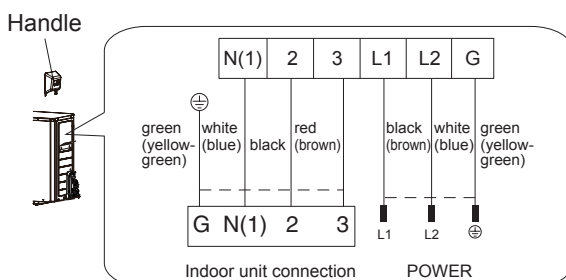 Handle
N(1) 2 3 L1 L2 G
green (yellow-green)
white (blue)
black
red (brown)
black (brown)
white (blue)
green (yellow-green)
G N(1) 2 3
L1 L2
Indoor unit connection
POWER